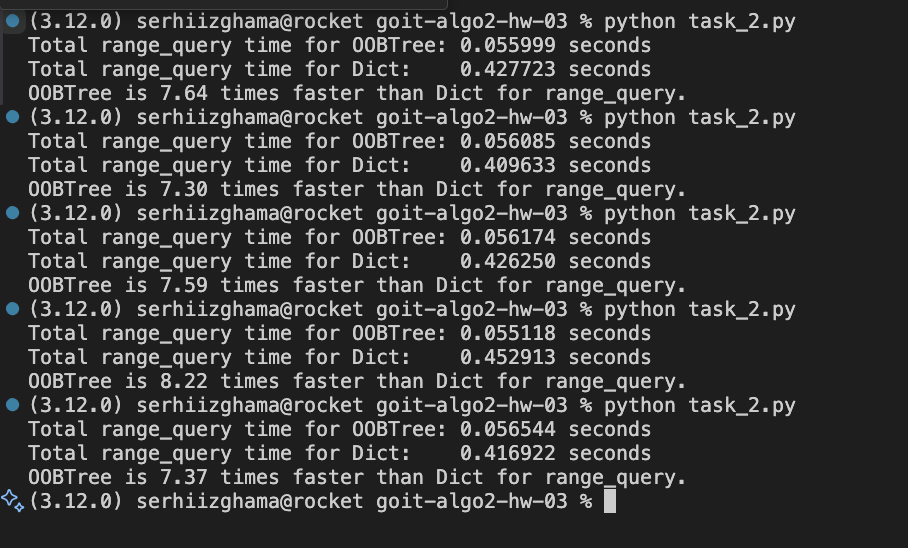 (3.12.0) serhiizghama@rocket goit-algo2-hw-03 % python task_2.py
Total range_query time for OOBTree: 0.055999 seconds
Total range_query time for Dict:    0.427723 seconds
OOBTree is 7.64 times faster than Dict for range_query.
(3.12.0) serhiizghama@rocket goit-algo2-hw-03 % python task_2.py
Total range_query time for OOBTree: 0.056085 seconds
Total range_query time for Dict:    0.409633 seconds
OOBTree is 7.30 times faster than Dict for range_query.
(3.12.0) serhiizghama@rocket goit-algo2-hw-03 % python task_2.py
Total range_query time for OOBTree: 0.056174 seconds
Total range_query time for Dict:    0.426250 seconds
OOBTree is 7.59 times faster than Dict for range_query.
(3.12.0) serhiizghama@rocket goit-algo2-hw-03 % python task_2.py
Total range_query time for OOBTree: 0.055118 seconds
Total range_query time for Dict:    0.452913 seconds
OOBTree is 8.22 times faster than Dict for range_query.
(3.12.0) serhiizghama@rocket goit-algo2-hw-03 % python task_2.py
Total range_query time for OOBTree: 0.056544 seconds
Total range_query time for Dict:    0.416922 seconds
OOBTree is 7.37 times faster than Dict for range_query.
(3.12.0) serhiizghama@rocket goit-algo2-hw-03 %